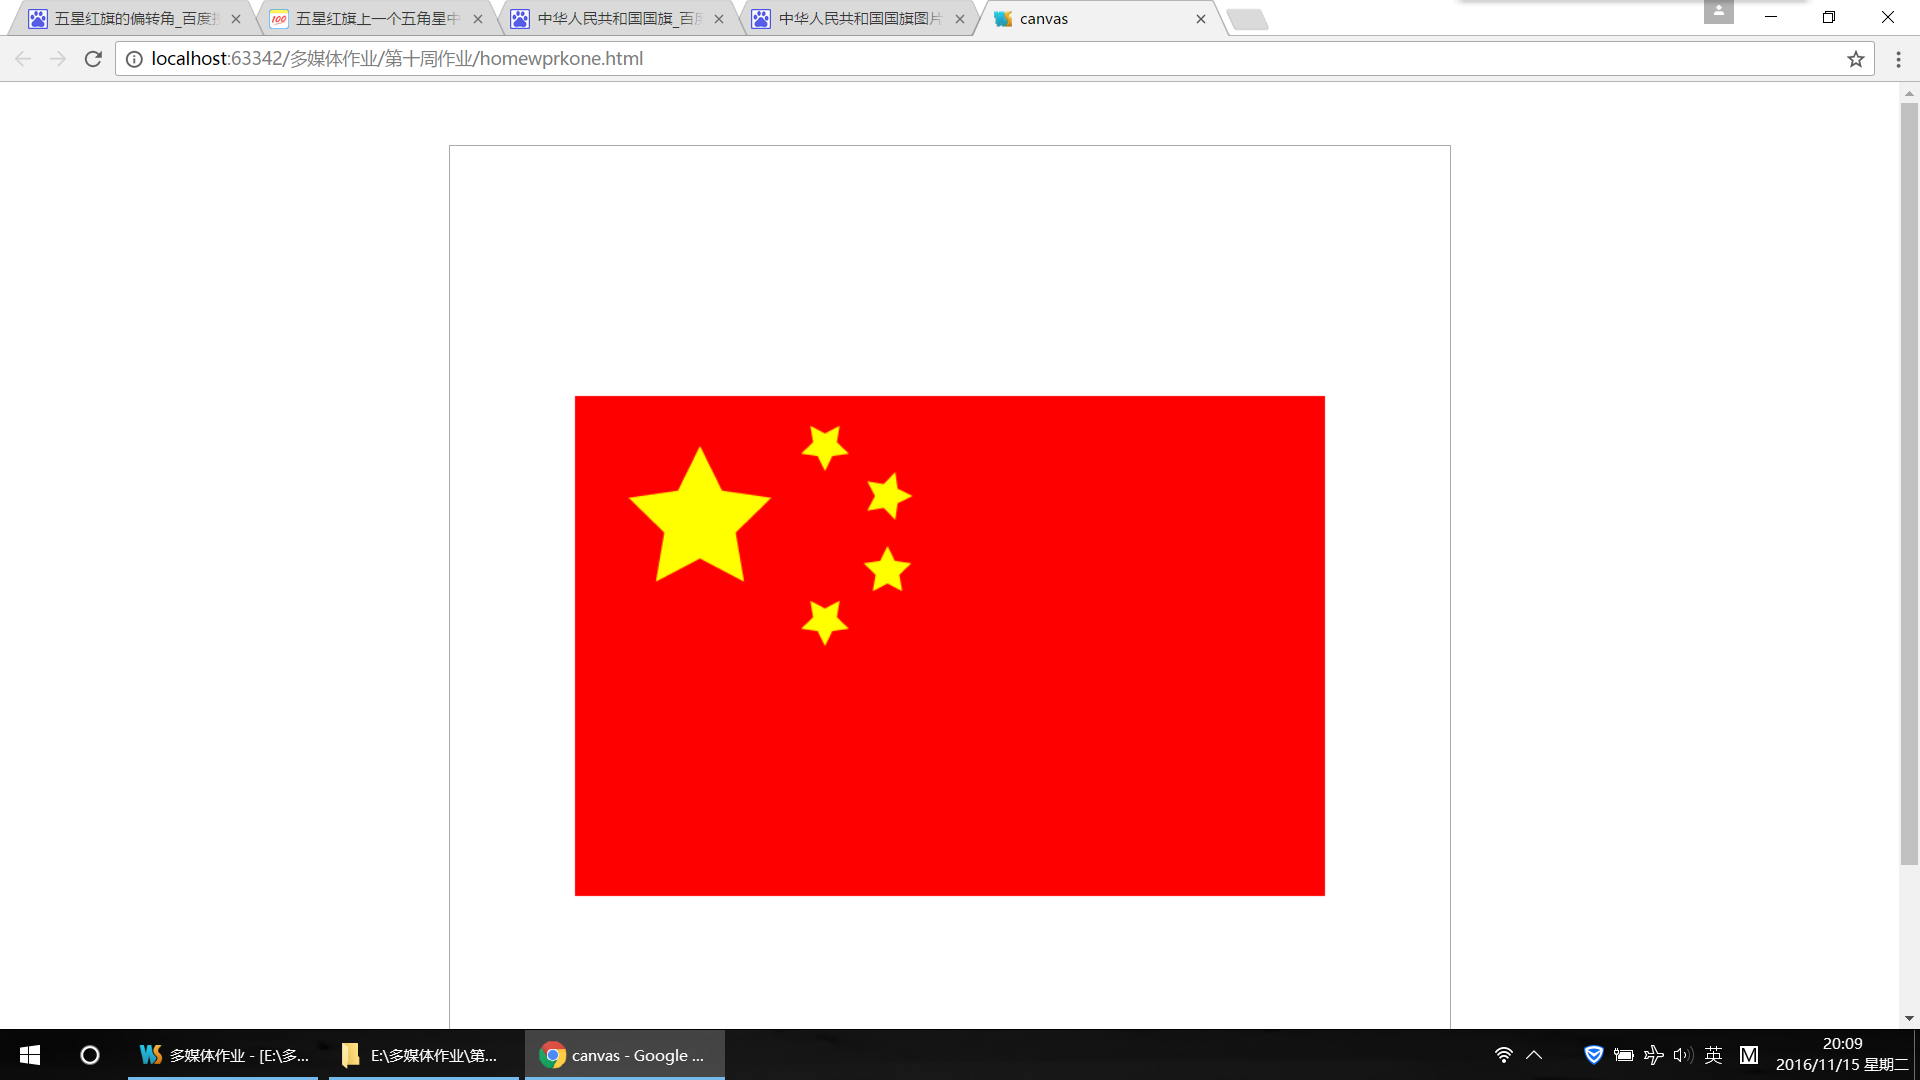 五星红旗的偏转角_百度
五星红旗上一个五角星中
中华人民共和国国旗_百
中华人民共和国国旗图片
canvas
localhost:63342/多媒体作业/第十周作业/homewprkone.html
多媒体作业 - [E:\多...
E:\多媒体作业\第...
canvas - Google ...
英
M
20:09
2016/11/15 星期二